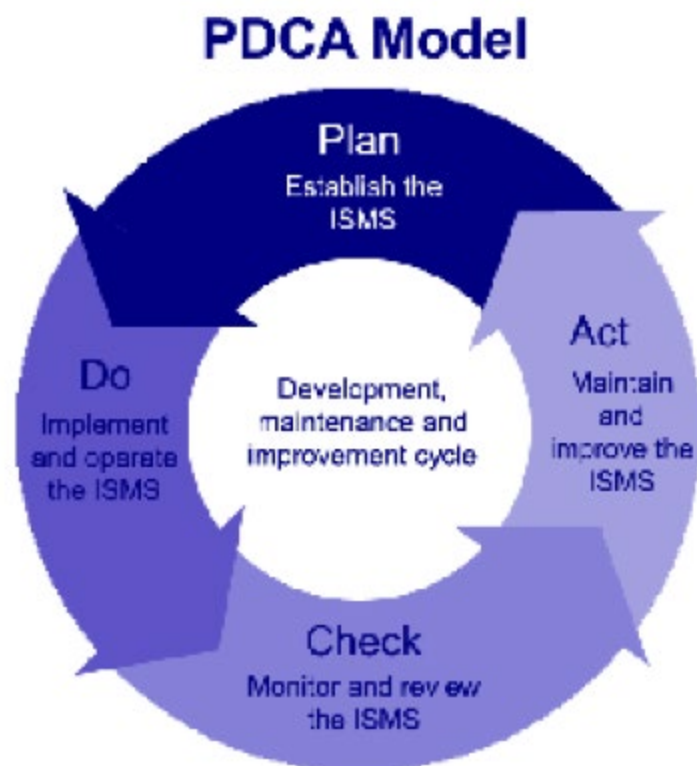 PDCA Model
Plan
Establish the
ISMS
Do
Implement
and oparate
the ISMS
Development,
maintenance and
improvement cycle
Act
Maintain
and
improve the
ISMS
Check
Monitor and review
the ISMS